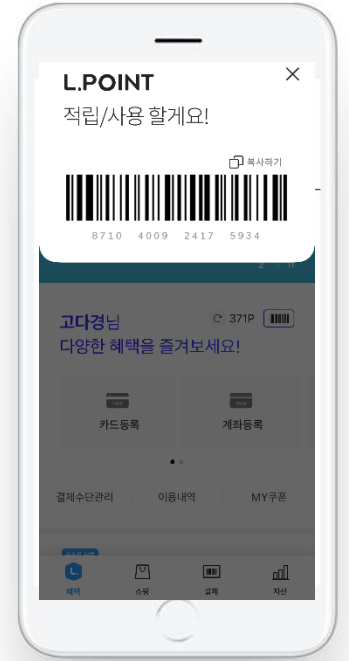 L.POINT
적립/사용 할게요!
복사하기
8710 4009 2417 5934
고다경님
371P
다양한 혜택을 즐겨보세요!
카드등록
계좌등록
결제수단관리
이용내역
MY쿠폰
혜택
쇼핑
결제
자산